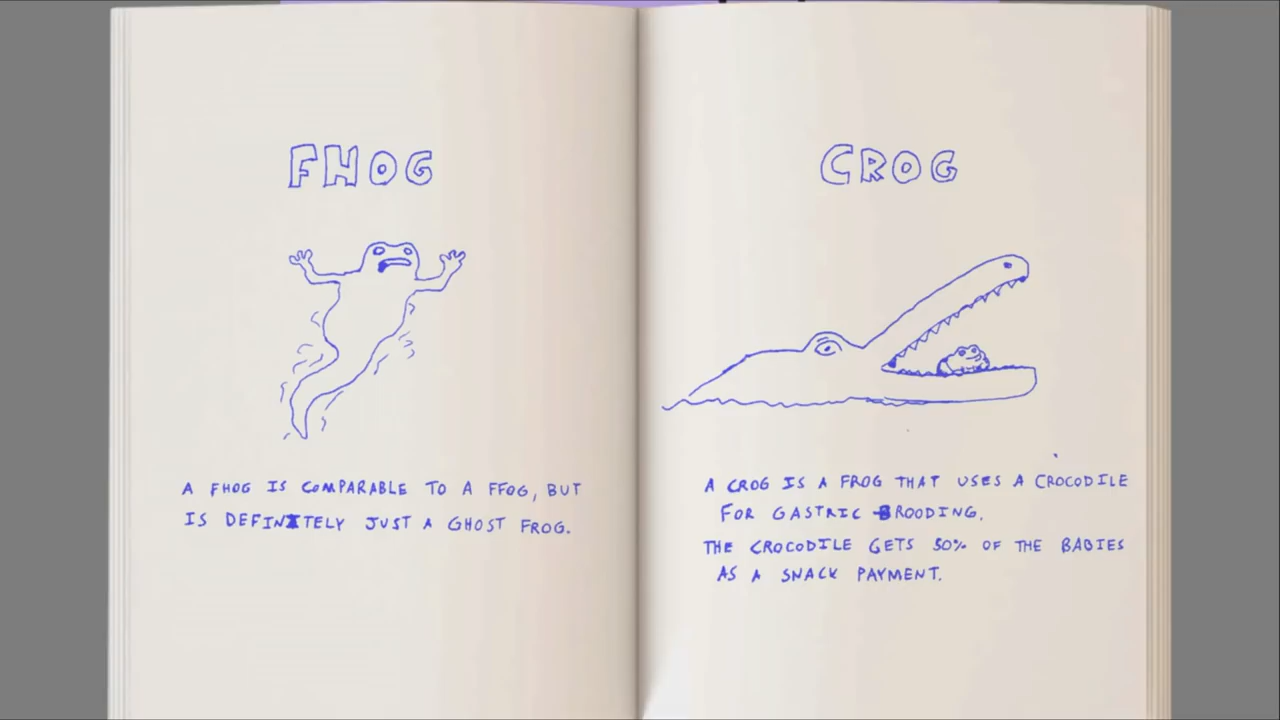 FHOG
A FHOG IS COMPARABLE TO A FFOG, BUT
IS DEFINITELY JUST A GHOST FROG.
CROG
A CROG IS A FROG THAT USES A CROCODILE
FOR GASTRIC BROODING.
THE CROCODILE GETS 50% OF THE BABIES
AS A SNACK PAYMENT.